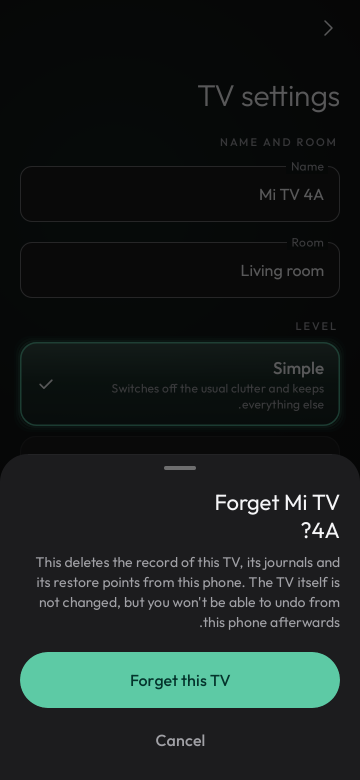 TV settings
NAME AND ROOM
Name
Mi TV 4A
Room
Living room
LEVEL
Simple
Switches off the usual clutter and keeps
.everything else
Forget Mi TV
?4A
This deletes the record of this TV, its journals and
its restore points from this phone. The TV itself is
not changed, but you won't be able to undo from
.this phone afterwards
Forget this TV
Cancel